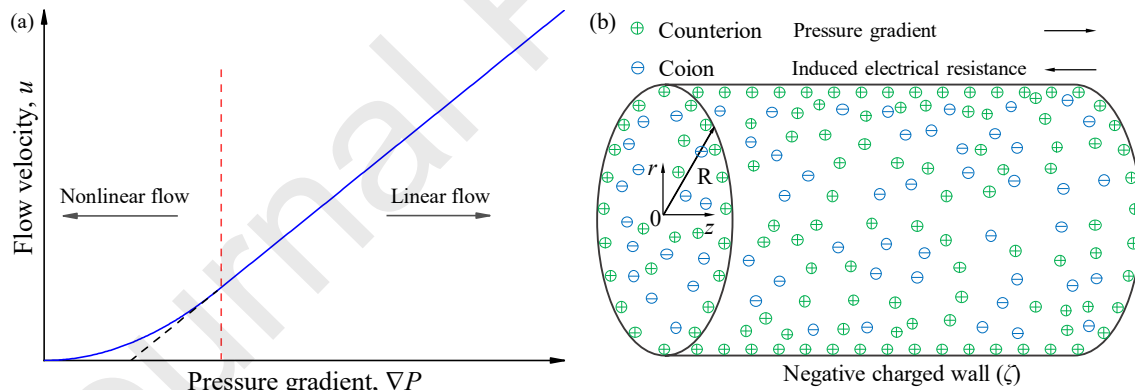 (a)
Flow velocity, u
Nonlinear flow
Linear flow
Pressure gradient, ∇P
(b)
⊕ Counterion Pressure gradient
⊖ Coion Induced electrical resistance
r
R
0
z
Negative charged wall (ζ)